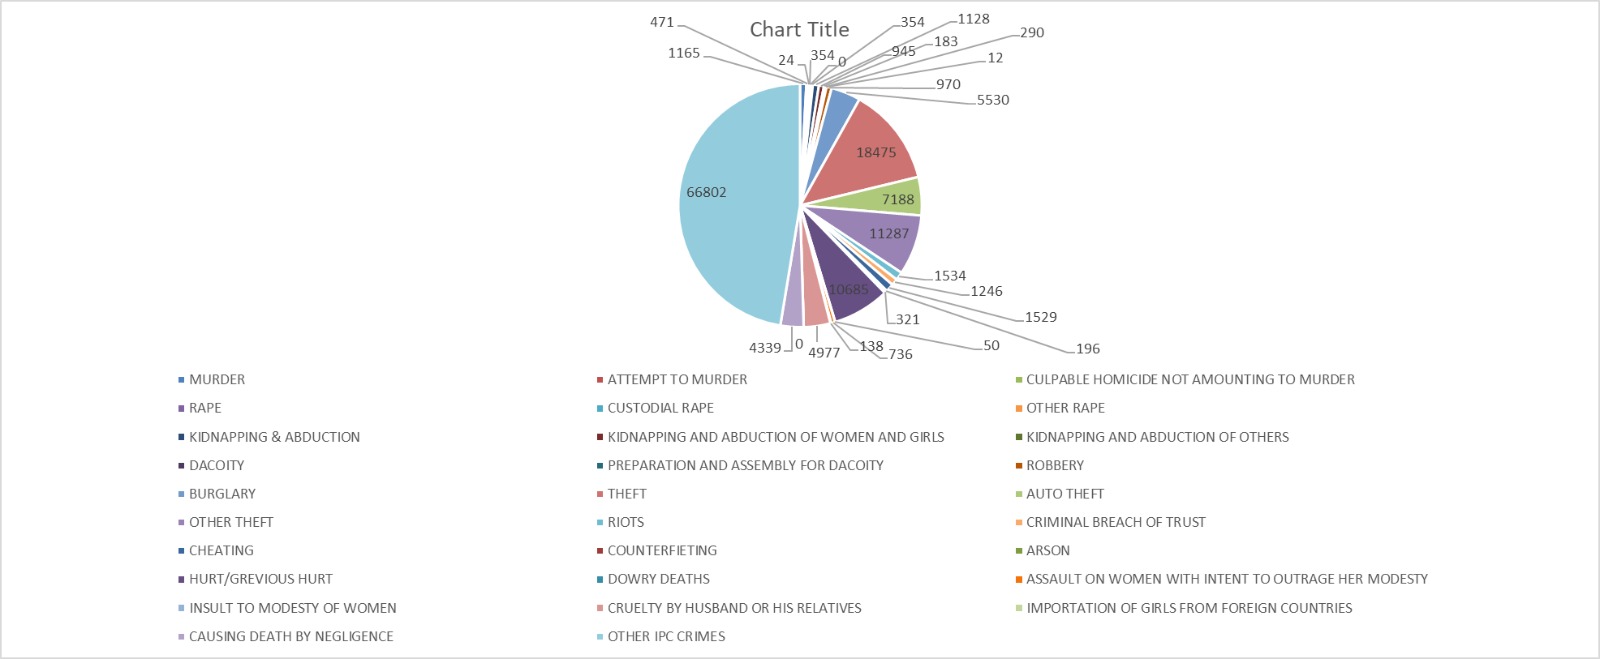 471
354
1128
Chart Title
290
183
1165
24
354
0
945
12
970
5530
18475
66802
7188
11287
1534
10685
1246
1529
321
4339
0
4977
138
736
50
196
MURDER ATTEMPT TO MURDER CULPABLE HOMICIDE NOT AMOUNTING TO MURDER
RAPE CUSTODIAL RAPE OTHER RAPE
KIDNAPPING & ABDUCTION KIDNAPPING AND ABDUCTION OF WOMEN AND GIRLS KIDNAPPING AND ABDUCTION OF OTHERS
DACOITY PREPARATION AND ASSEMBLY FOR DACOITY ROBBERY
BURGLARY THEFT AUTO THEFT
OTHER THEFT RIOTS CRIMINAL BREACH OF TRUST
CHEATING COUNTERFIETING ARSON
HURT/GREVIOUS HURT DOWRY DEATHS ASSAULT ON WOMEN WITH INTENT TO OUTRAGE HER MODESTY
INSULT TO MODESTY OF WOMEN CRUELTY BY HUSBAND OR HIS RELATIVES IMPORTATION OF GIRLS FROM FOREIGN COUNTRIES
CAUSING DEATH BY NEGLIGENCE OTHER IPC CRIMES